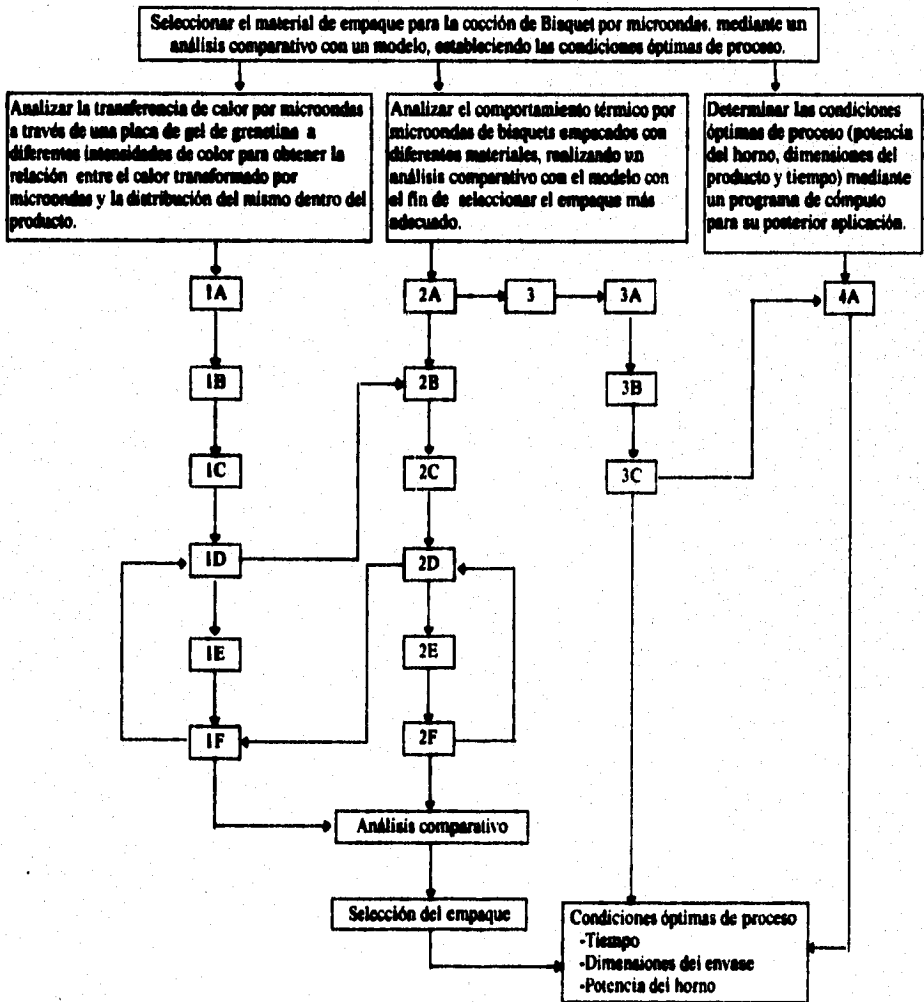 Seleccionar el material de empaque para la cocción de Bisquet por microondas. mediante un
análisis comparativo con un modelo, estableciendo las condiciones óptimas de proceso.
Analizar la transferencia de calor por microondas
a través de una placa de gel de grenetina a
diferentes intensidades de color para obtener la
relación entre el calor transformado por
microondas y la distribución del mismo dentro del
producto.
Analizar el comportamiento térmico por
microondas de bisquets empacados con
diferentes materiales, realizando un
análisis comparativo con el modelo con
el fin de seleccionar el empaque más
adecuado.
Determinar las condiciones
óptimas de proceso (potencia
del horno, dimensiones del
producto y tiempo) mediante
un programa de cómputo
para su posterior aplicación.
1A
2A
3
3A
4A
1B
2B
3B
1C
2C
3C
1D
2D
1E
2E
1F
2F
Análisis comparativo
Selección del empaque
Condiciones óptimas de proceso
-Tiempo
-Dimensiones del envase
-Potencia del horno